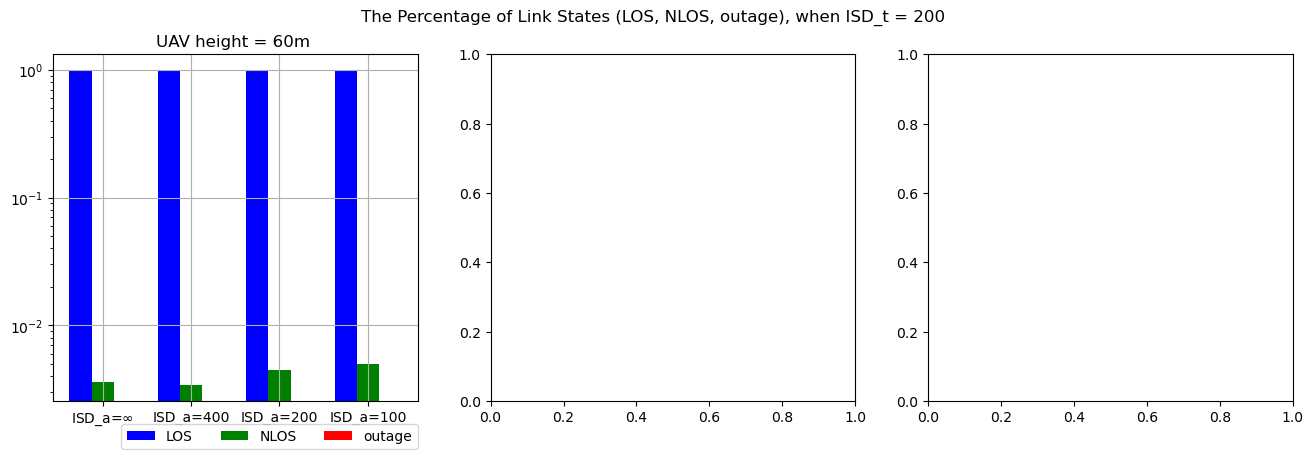 The Percentage of Link States (LOS, NLOS, outage), when ISD_t = 200
UAV height = 60m
10^0
10^-1
10^-2
ISD_a=∞ ISD_a=400 ISD_a=200 ISD_a=100
LOS NLOS outage
1.0
0.8
0.6
0.4
0.2
0.0
0.0 0.2 0.4 0.6 0.8 1.0
1.0
0.8
0.6
0.4
0.2
0.0
0.0 0.2 0.4 0.6 0.8 1.0